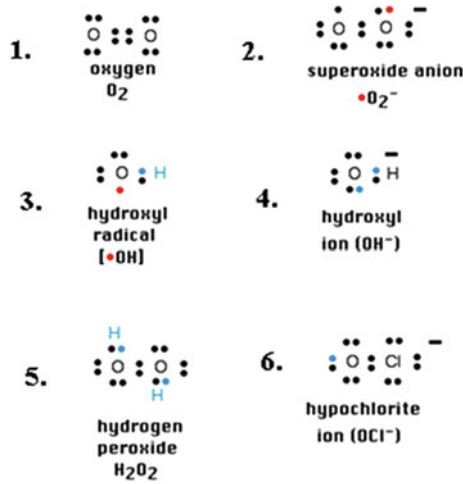 1.
O O
oxygen
O2
2.
O O −
superoxide anion
•O2−
3.
O H
hydroxyl
radical
[•OH]
4.
O H −
hydroxyl
ion (OH−)
5.
H
O O
H
hydrogen
peroxide
H2O2
6.
O Cl −
hypochlorite
ion (OCl−)